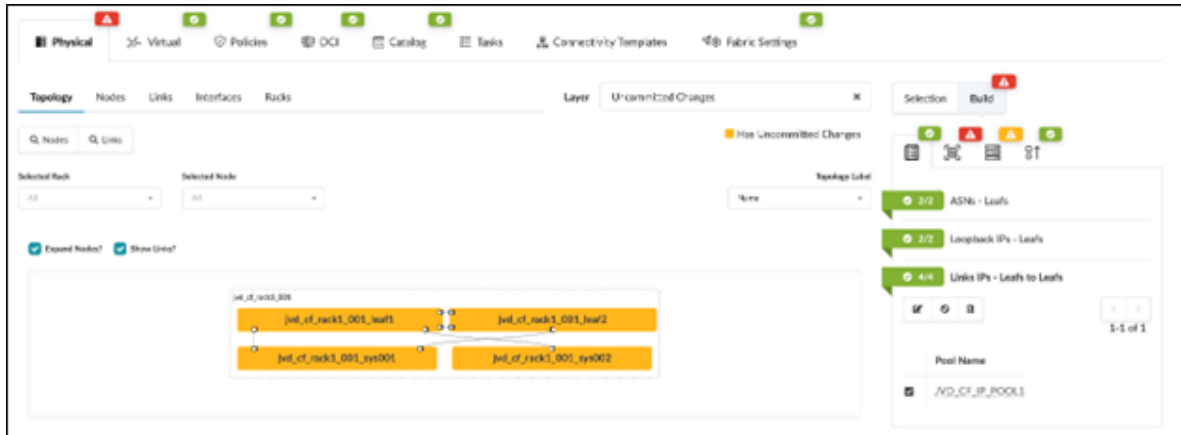 Physical Virtual Policies DCI Catalog Tasks Connectivity Templates Fabric Settings
Topology Nodes Links Interfaces Racks
Layer Uncommitted Changes
Selection Build
Nodes Links
Has Uncommitted Changes
Selected Rack Selected Node Topology Label
All All Name
2/2 ASNs - Leafs
2/2 Loopback IPs - Leafs
Expand Nodes? Show Links?
4/4 Links IPs - Leafs to Leafs
jvd_cf_rack1_001
jvd_cf_rack1_001_leaf1 jvd_cf_rack1_001_leaf2
1-1 of 1
jvd_cf_rack1_001_sys001 jvd_cf_rack1_001_sys002
Pool Name
JVD_CF_IP_POOL1